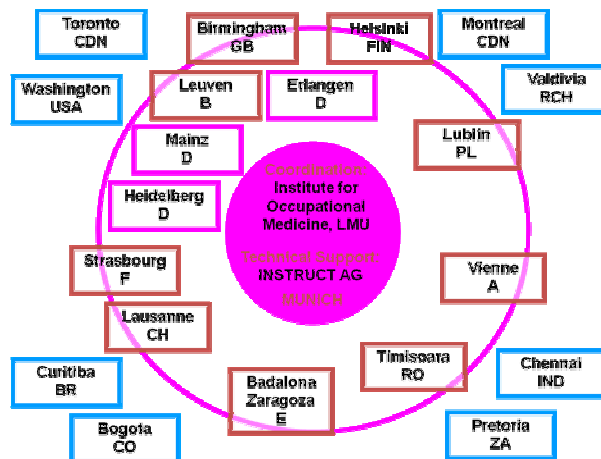 Toronto
CDN
Birmingham
GB
Helsinki
FIN
Montreal
CDN
Washington
USA
Leuven
B
Erlangen
D
Valdivia
RCH
Mainz
D
Lublin
PL
Coordination:
Institute for
Occupational
Medicine, LMU
Heidelberg
D
Technical Support:
INSTRUCT AG
MUNICH
Strasbourg
F
Vienne
A
Lausanne
CH
Timisoara
RO
Chennai
IND
Curitiba
BR
Badalona
Zaragoza
E
Bogota
CO
Pretoria
ZA